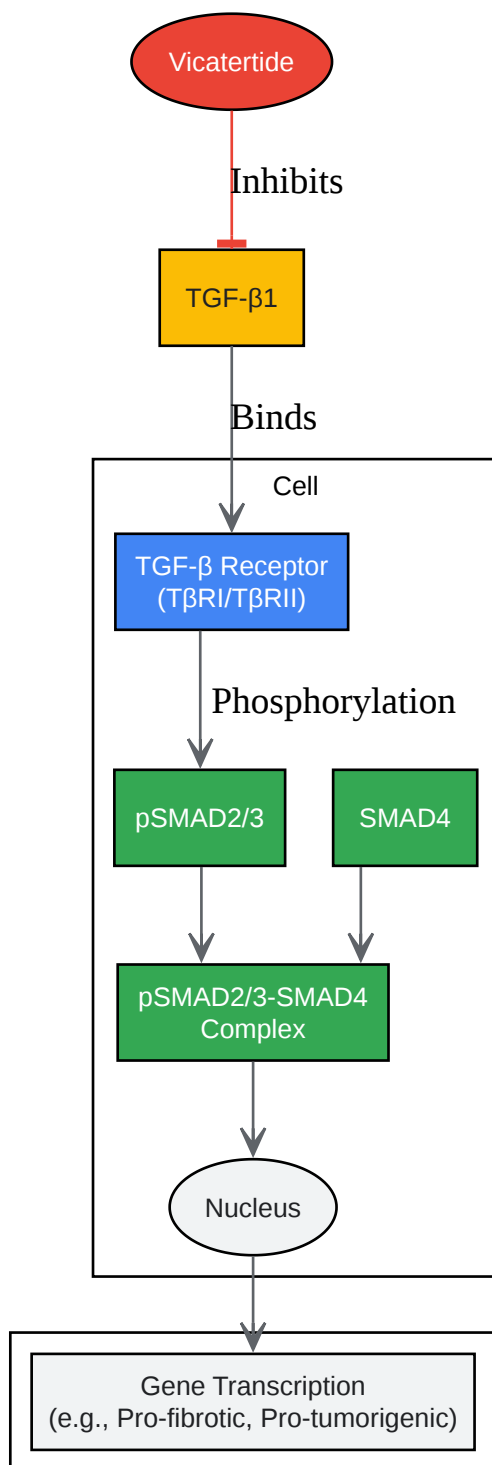 Vicatertide
Inhibits
TGF-β1
Binds
Cell
TGF-β Receptor
(TβRI/TβRII)
Phosphorylation
pSMAD2/3
SMAD4
pSMAD2/3-SMAD4
Complex
Nucleus
Gene Transcription
(e.g., Pro-fibrotic, Pro-tumorigenic)